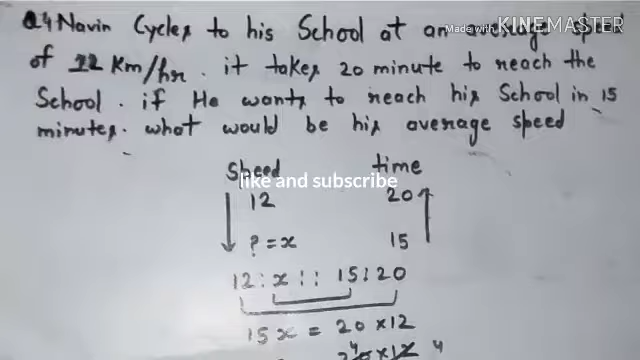 Made with KINEMASTER
Q4 Navin Cycles to his School at an average speed
of 12 Km/hr. it takes 20 minute to reach the
School. if He wants to reach his School in 15
minutes. what would be his average speed
speed time
like and subscribe
12 20
? = x 15
12 : x :: 15 : 20
15x = 20 × 12